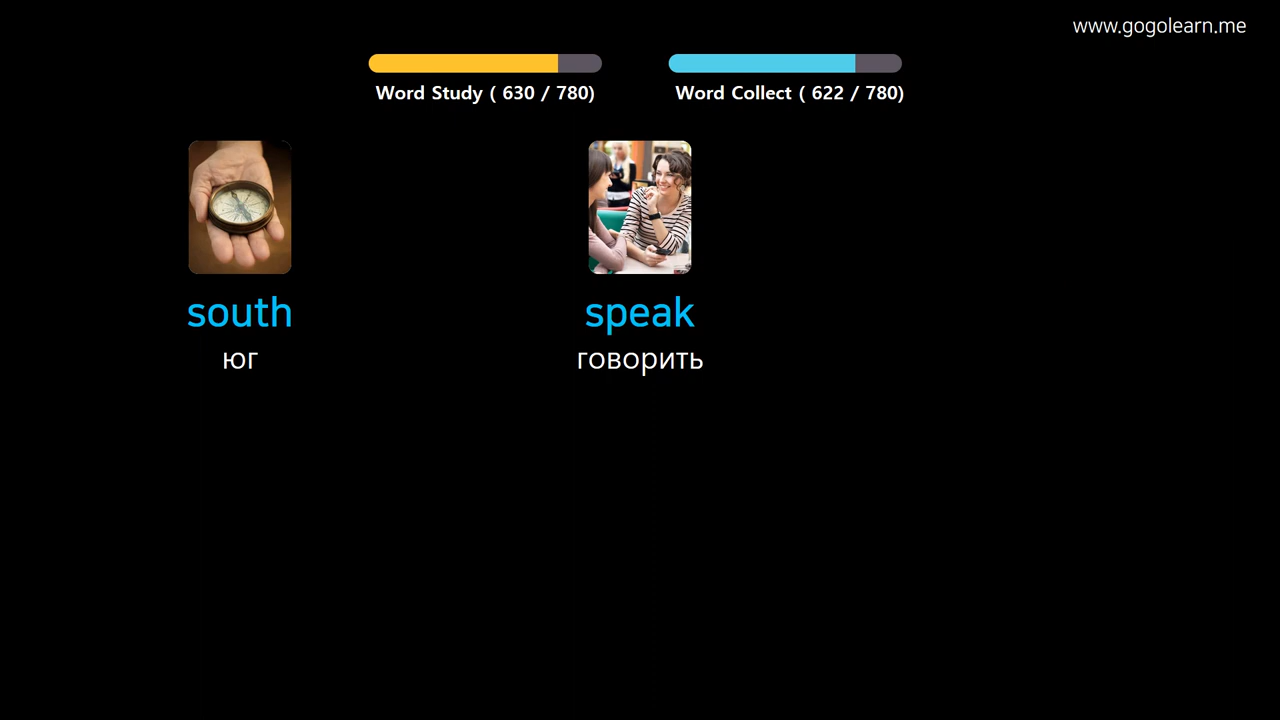 www.gogolearn.me
Word Study ( 630 / 780)
Word Collect ( 622 / 780)
south
speak
юг
говорить